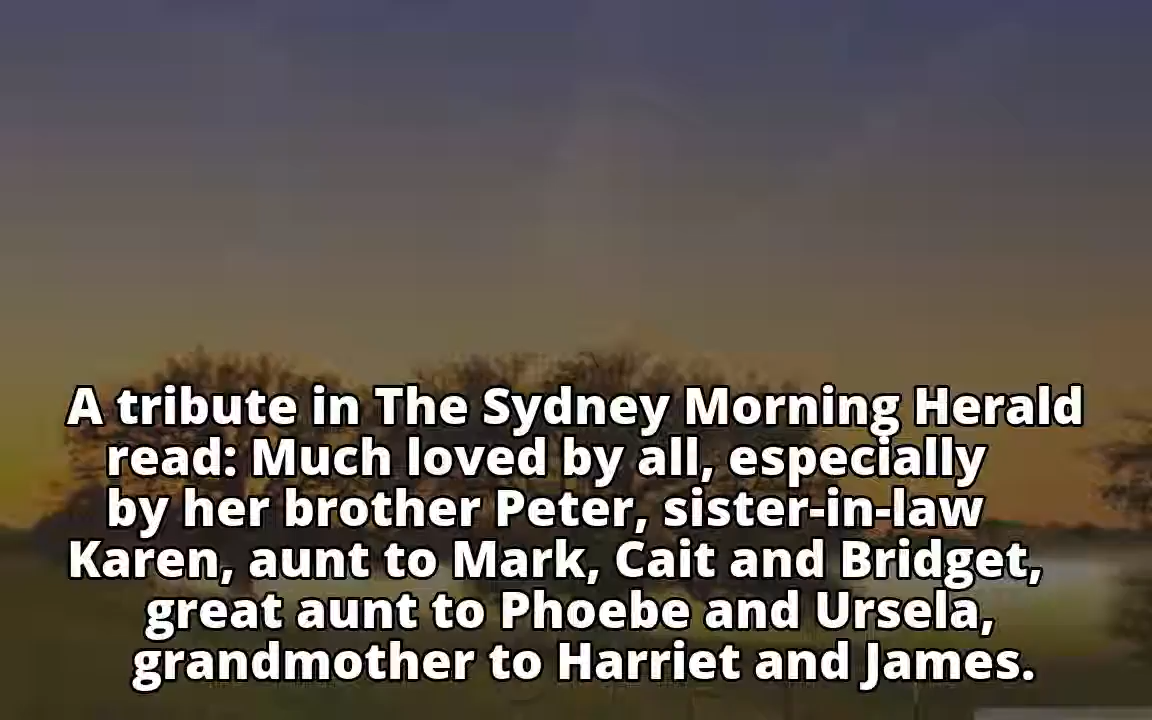 A tribute in The Sydney Morning Herald
read: Much loved by all, especially
by her brother Peter, sister-in-law
Karen, aunt to Mark, Cait and Bridget,
great aunt to Phoebe and Ursela,
grandmother to Harriet and James.